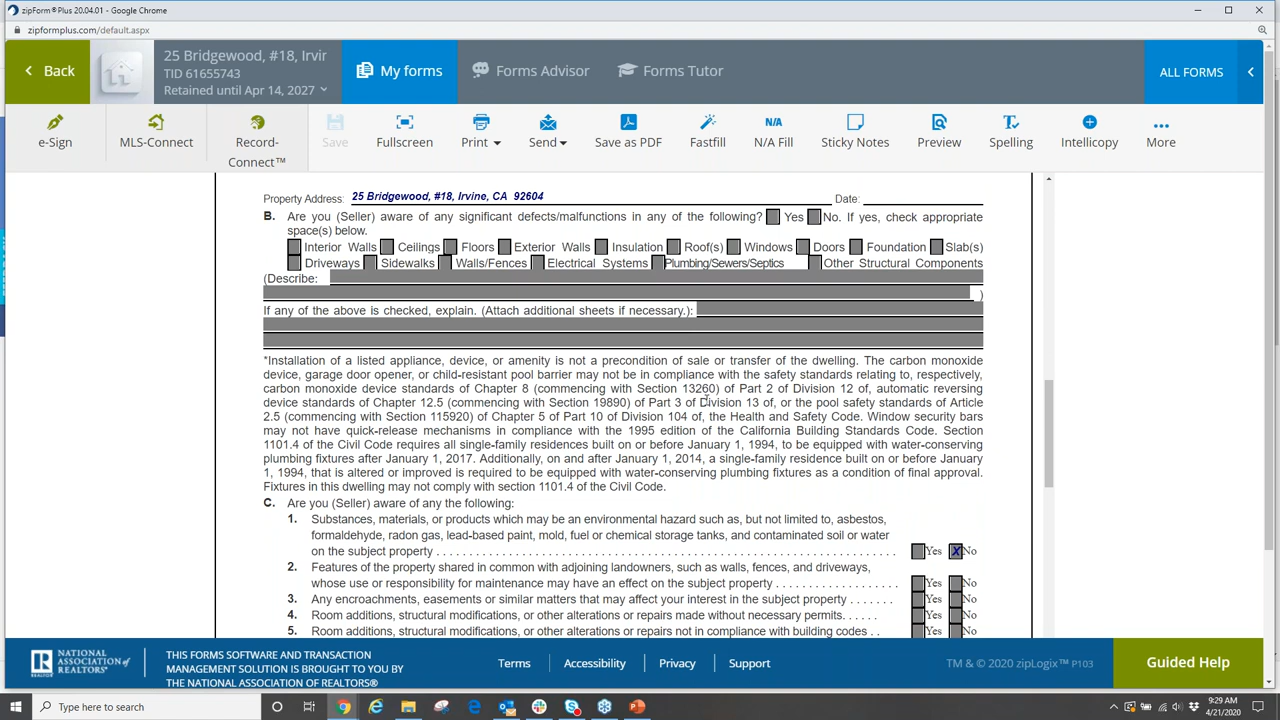 zipForm® Plus 20.04.01 - Google Chrome
zipformplus.com/default.aspx
Back
25 Bridgewood, #18, Irvir
TID 61655743
Retained until Apr 14, 2027
My forms
Forms Advisor
Forms Tutor
ALL FORMS
e-Sign
MLS-Connect
Record-
Connect™
Save
Fullscreen
Print
Send
Save as PDF
Fastfill
N/A
N/A Fill
Sticky Notes
Preview
Spelling
Intellicopy
More
Property Address: 25 Bridgewood, #18, Irvine, CA 92604 Date:
B. Are you (Seller) aware of any significant defects/malfunctions in any of the following? Yes No. If yes, check appropriate
space(s) below.
Interior Walls Ceilings Floors Exterior Walls Insulation Roof(s) Windows Doors Foundation Slab(s)
Driveways Sidewalks Walls/Fences Electrical Systems Plumbing/Sewers/Septics Other Structural Components
(Describe:
)
If any of the above is checked, explain. (Attach additional sheets if necessary.):
*Installation of a listed appliance, device, or amenity is not a precondition of sale or transfer of the dwelling. The carbon monoxide
device, garage door opener, or child-resistant pool barrier may not be in compliance with the safety standards relating to, respectively,
carbon monoxide device standards of Chapter 8 (commencing with Section 13260) of Part 2 of Division 12 of, automatic reversing
device standards of Chapter 12.5 (commencing with Section 19890) of Part 3 of Division 13 of, or the pool safety standards of Article
2.5 (commencing with Section 115920) of Chapter 5 of Part 10 of Division 104 of, the Health and Safety Code. Window security bars
may not have quick-release mechanisms in compliance with the 1995 edition of the California Building Standards Code. Section
1101.4 of the Civil Code requires all single-family residences built on or before January 1, 1994, to be equipped with water-conserving
plumbing fixtures after January 1, 2017. Additionally, on and after January 1, 2014, a single-family residence built on or before January
1, 1994, that is altered or improved is required to be equipped with water-conserving plumbing fixtures as a condition of final approval.
Fixtures in this dwelling may not comply with section 1101.4 of the Civil Code.
C. Are you (Seller) aware of any the following:
1. Substances, materials, or products which may be an environmental hazard such as, but not limited to, asbestos,
formaldehyde, radon gas, lead-based paint, mold, fuel or chemical storage tanks, and contaminated soil or water
on the subject property . . . . . . . . . . . . . . . . . . . . . . . . . . . . . . Yes X No
2. Features of the property shared in common with adjoining landowners, such as walls, fences, and driveways,
whose use or responsibility for maintenance may have an effect on the subject property . . . . . . . . . . . . . . . . . . . Yes No
3. Any encroachments, easements or similar matters that may affect your interest in the subject property . . . . . . . Yes No
4. Room additions, structural modifications, or other alterations or repairs made without necessary permits. . . . . . Yes No
5. Room additions, structural modifications, or other alterations or repairs not in compliance with building codes . . Yes No
R
REALTOR®
NATIONAL
ASSOCIATION of
REALTORS®
THIS FORMS SOFTWARE AND TRANSACTION
MANAGEMENT SOLUTION IS BROUGHT TO YOU BY
THE NATIONAL ASSOCIATION OF REALTORS®
Terms
Accessibility
Privacy
Support
TM & © 2020 zipLogix™ P103
Guided Help
Type here to search
9:29 AM
4/21/2020